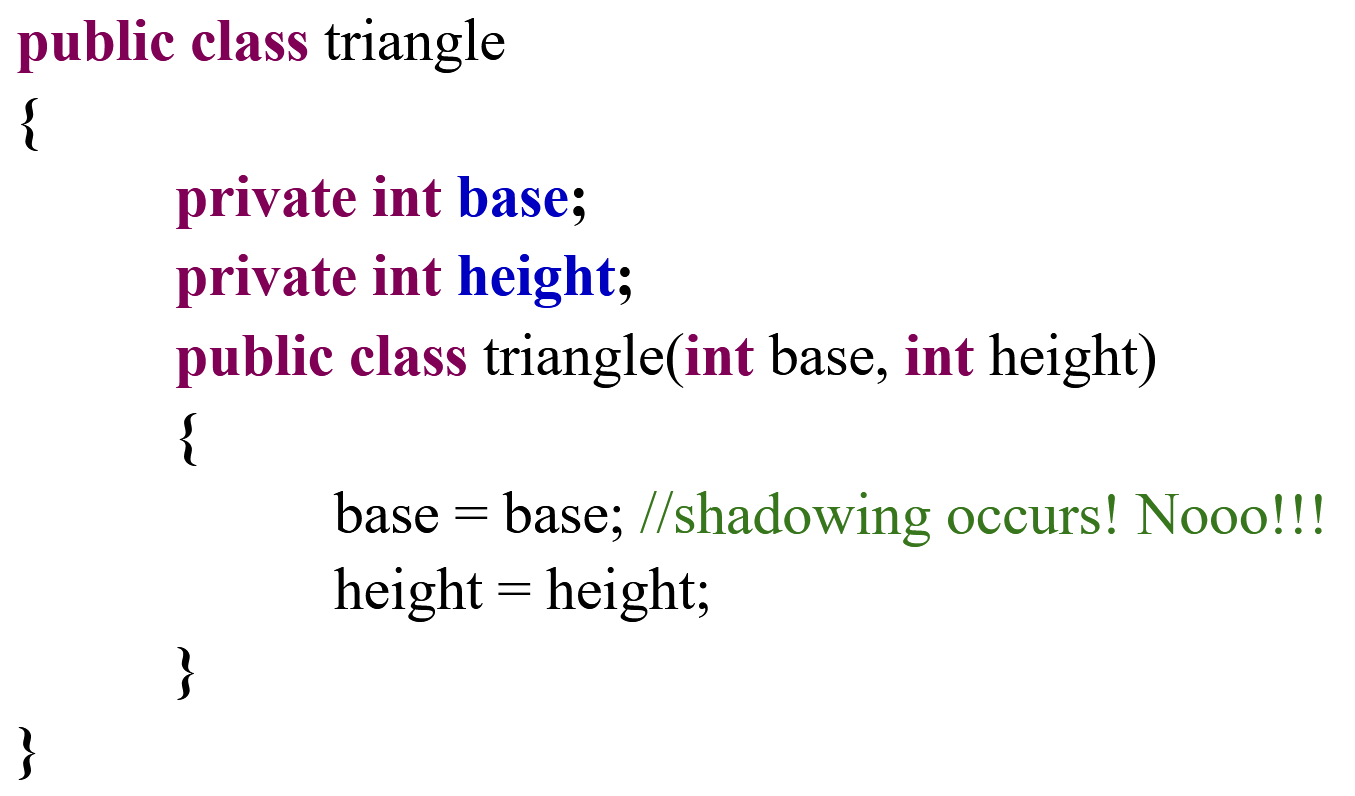 public class triangle
{
private int base;
private int height;
public class triangle(int base, int height)
{
base = base; //shadowing occurs! Nooo!!!
height = height;
}
}